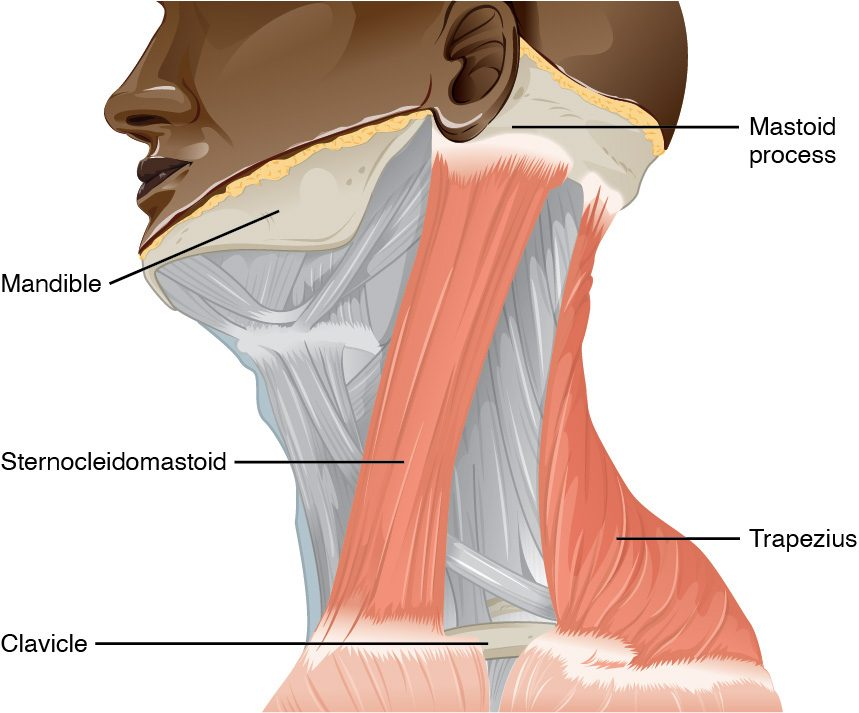 Mastoid
process
Mandible
Sternocleidomastoid
Trapezius
Clavicle